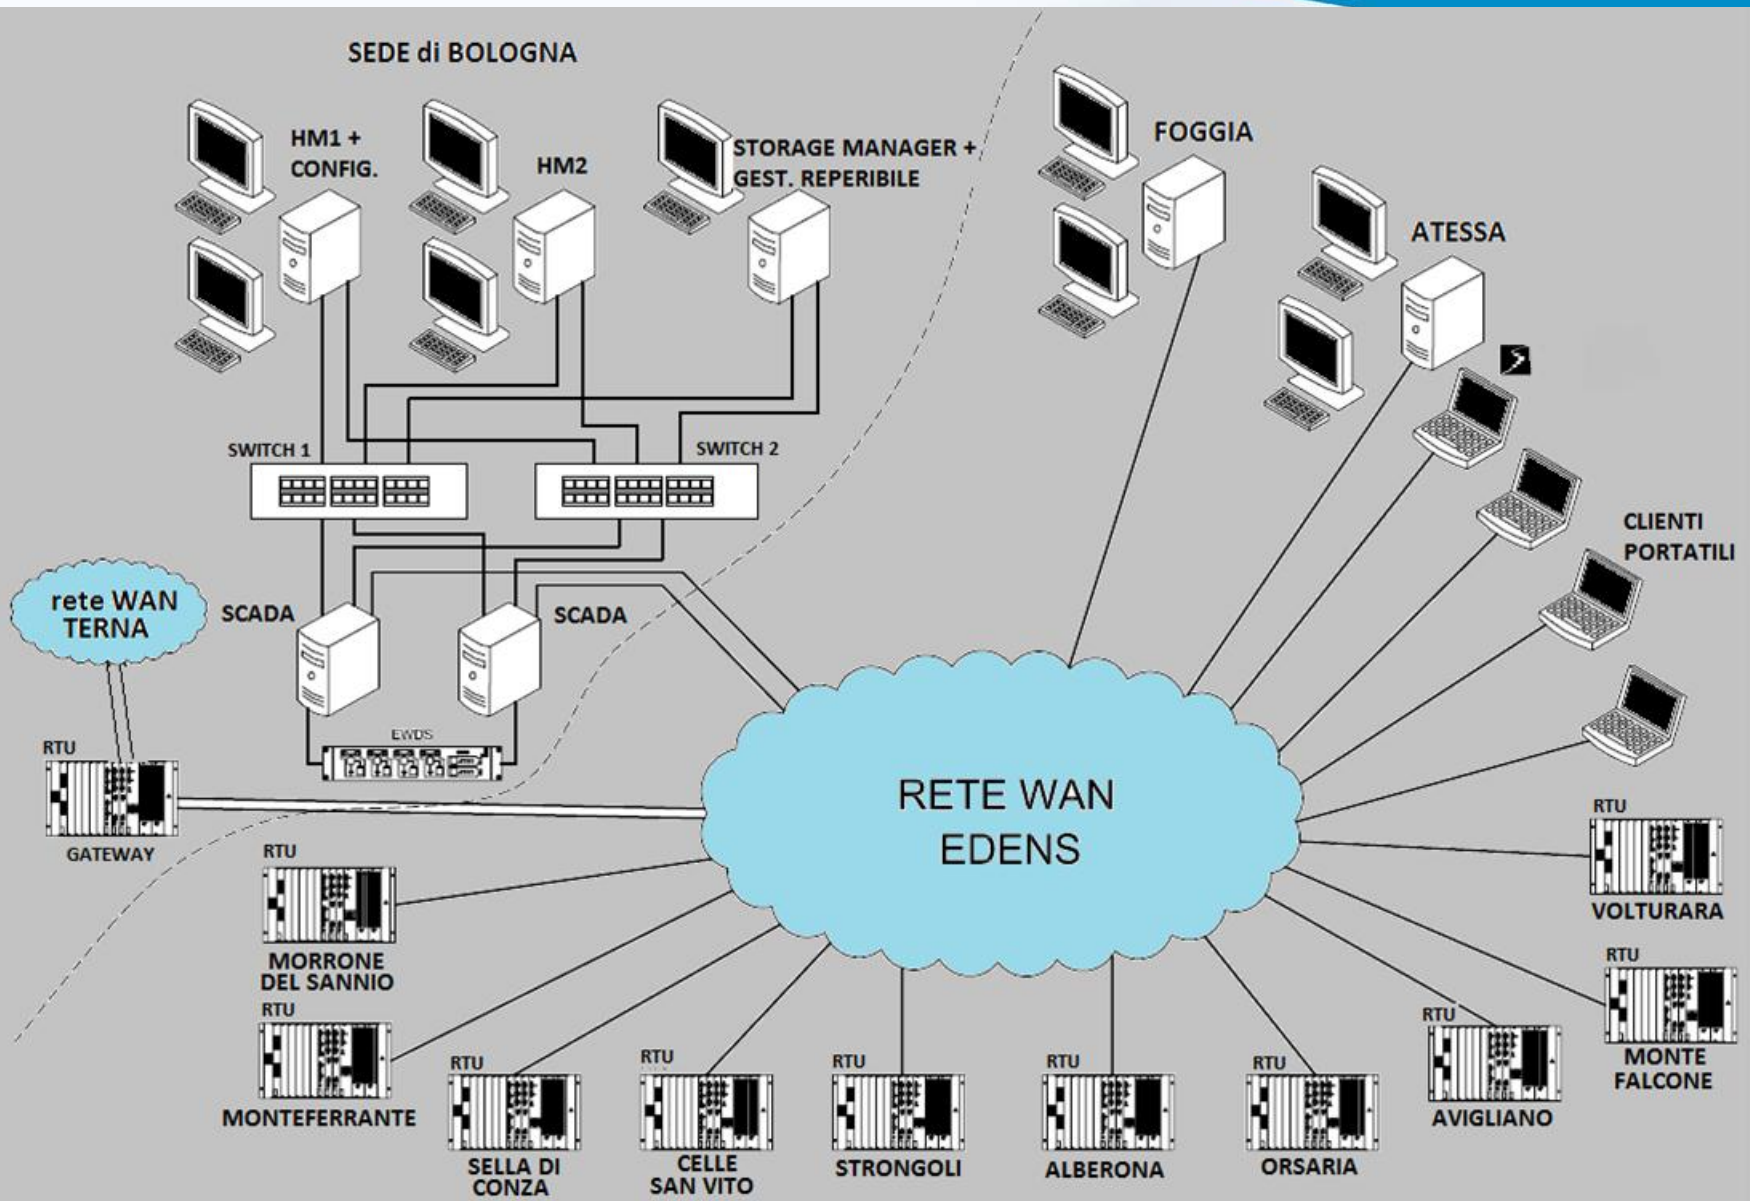 SEDE di BOLOGNA
HM1 +
CONFIG.
HM2
STORAGE MANAGER +
GEST. REPERIBILE
FOGGIA
ATESSA
SWITCH 1
SWITCH 2
CLIENTI
PORTATILI
rete WAN
TERNA
SCADA
SCADA
EWDS
RTU
GATEWAY
RETE WAN
EDENS
RTU
MORRONE
DEL SANNIO
RTU
MONTEFERRANTE
RTU
SELLA DI
CONZA
RTU
CELLE
SAN VITO
RTU
STRONGOLI
RTU
ALBERONA
RTU
ORSARIA
RTU
AVIGLIANO
RTU
MONTE
FALCONE
RTU
VOLTURARA